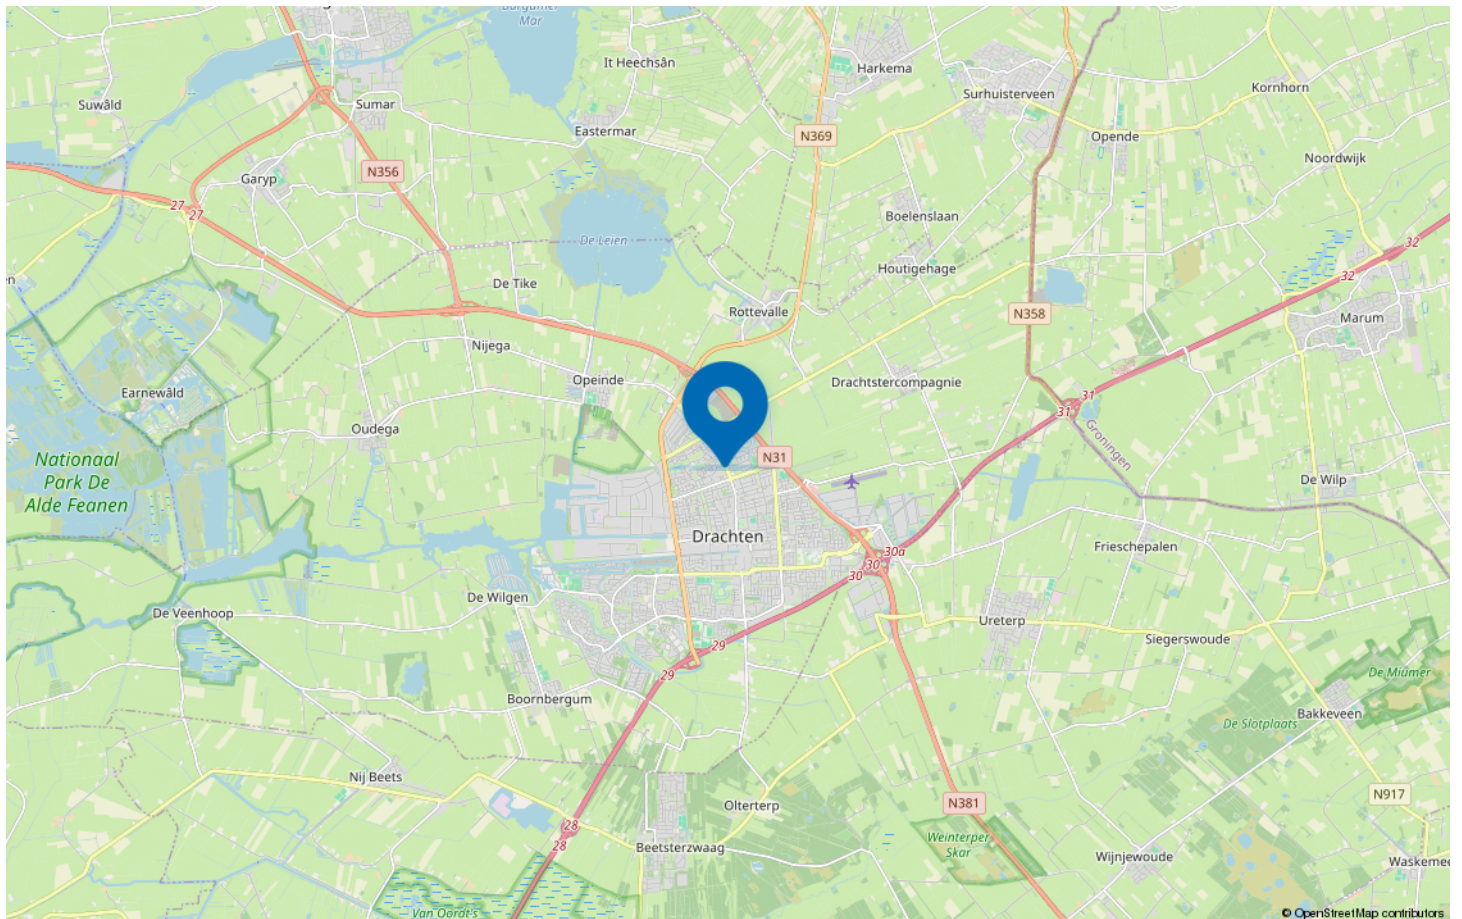 Burgumer
Mar
It Heechsân
Harkema
Surhuisterveen
Kornhorn
Suwâld
Sumar
Eastermar
N369
Opende
Noordwijk
N356
Garyp
27
27
Boelenslaan
De Leien
Houtigehage
32
32
De Tike
Rottevalle
N358
Marum
Nijega
Opeinde
Drachtstercompagnie
Earnewâld
31
31
Oudega
Groningen
Nationaal
Park De
Alde Feanen
N31
De Wilp
Drachten
30a
30
30
Frieschepalen
De Wilgen
De Veenhoop
Ureterp
Siegerswoude
29
29
De Miumer
Boornbergum
Bakkeveen
De Slotplaats
Nij Beets
N917
Olterterp
N381
28
28
Weinterper
Skar
Beetsterzwaag
Wijnjewoude
Waskemee
Van Oordt's
© OpenStreetMap contributors